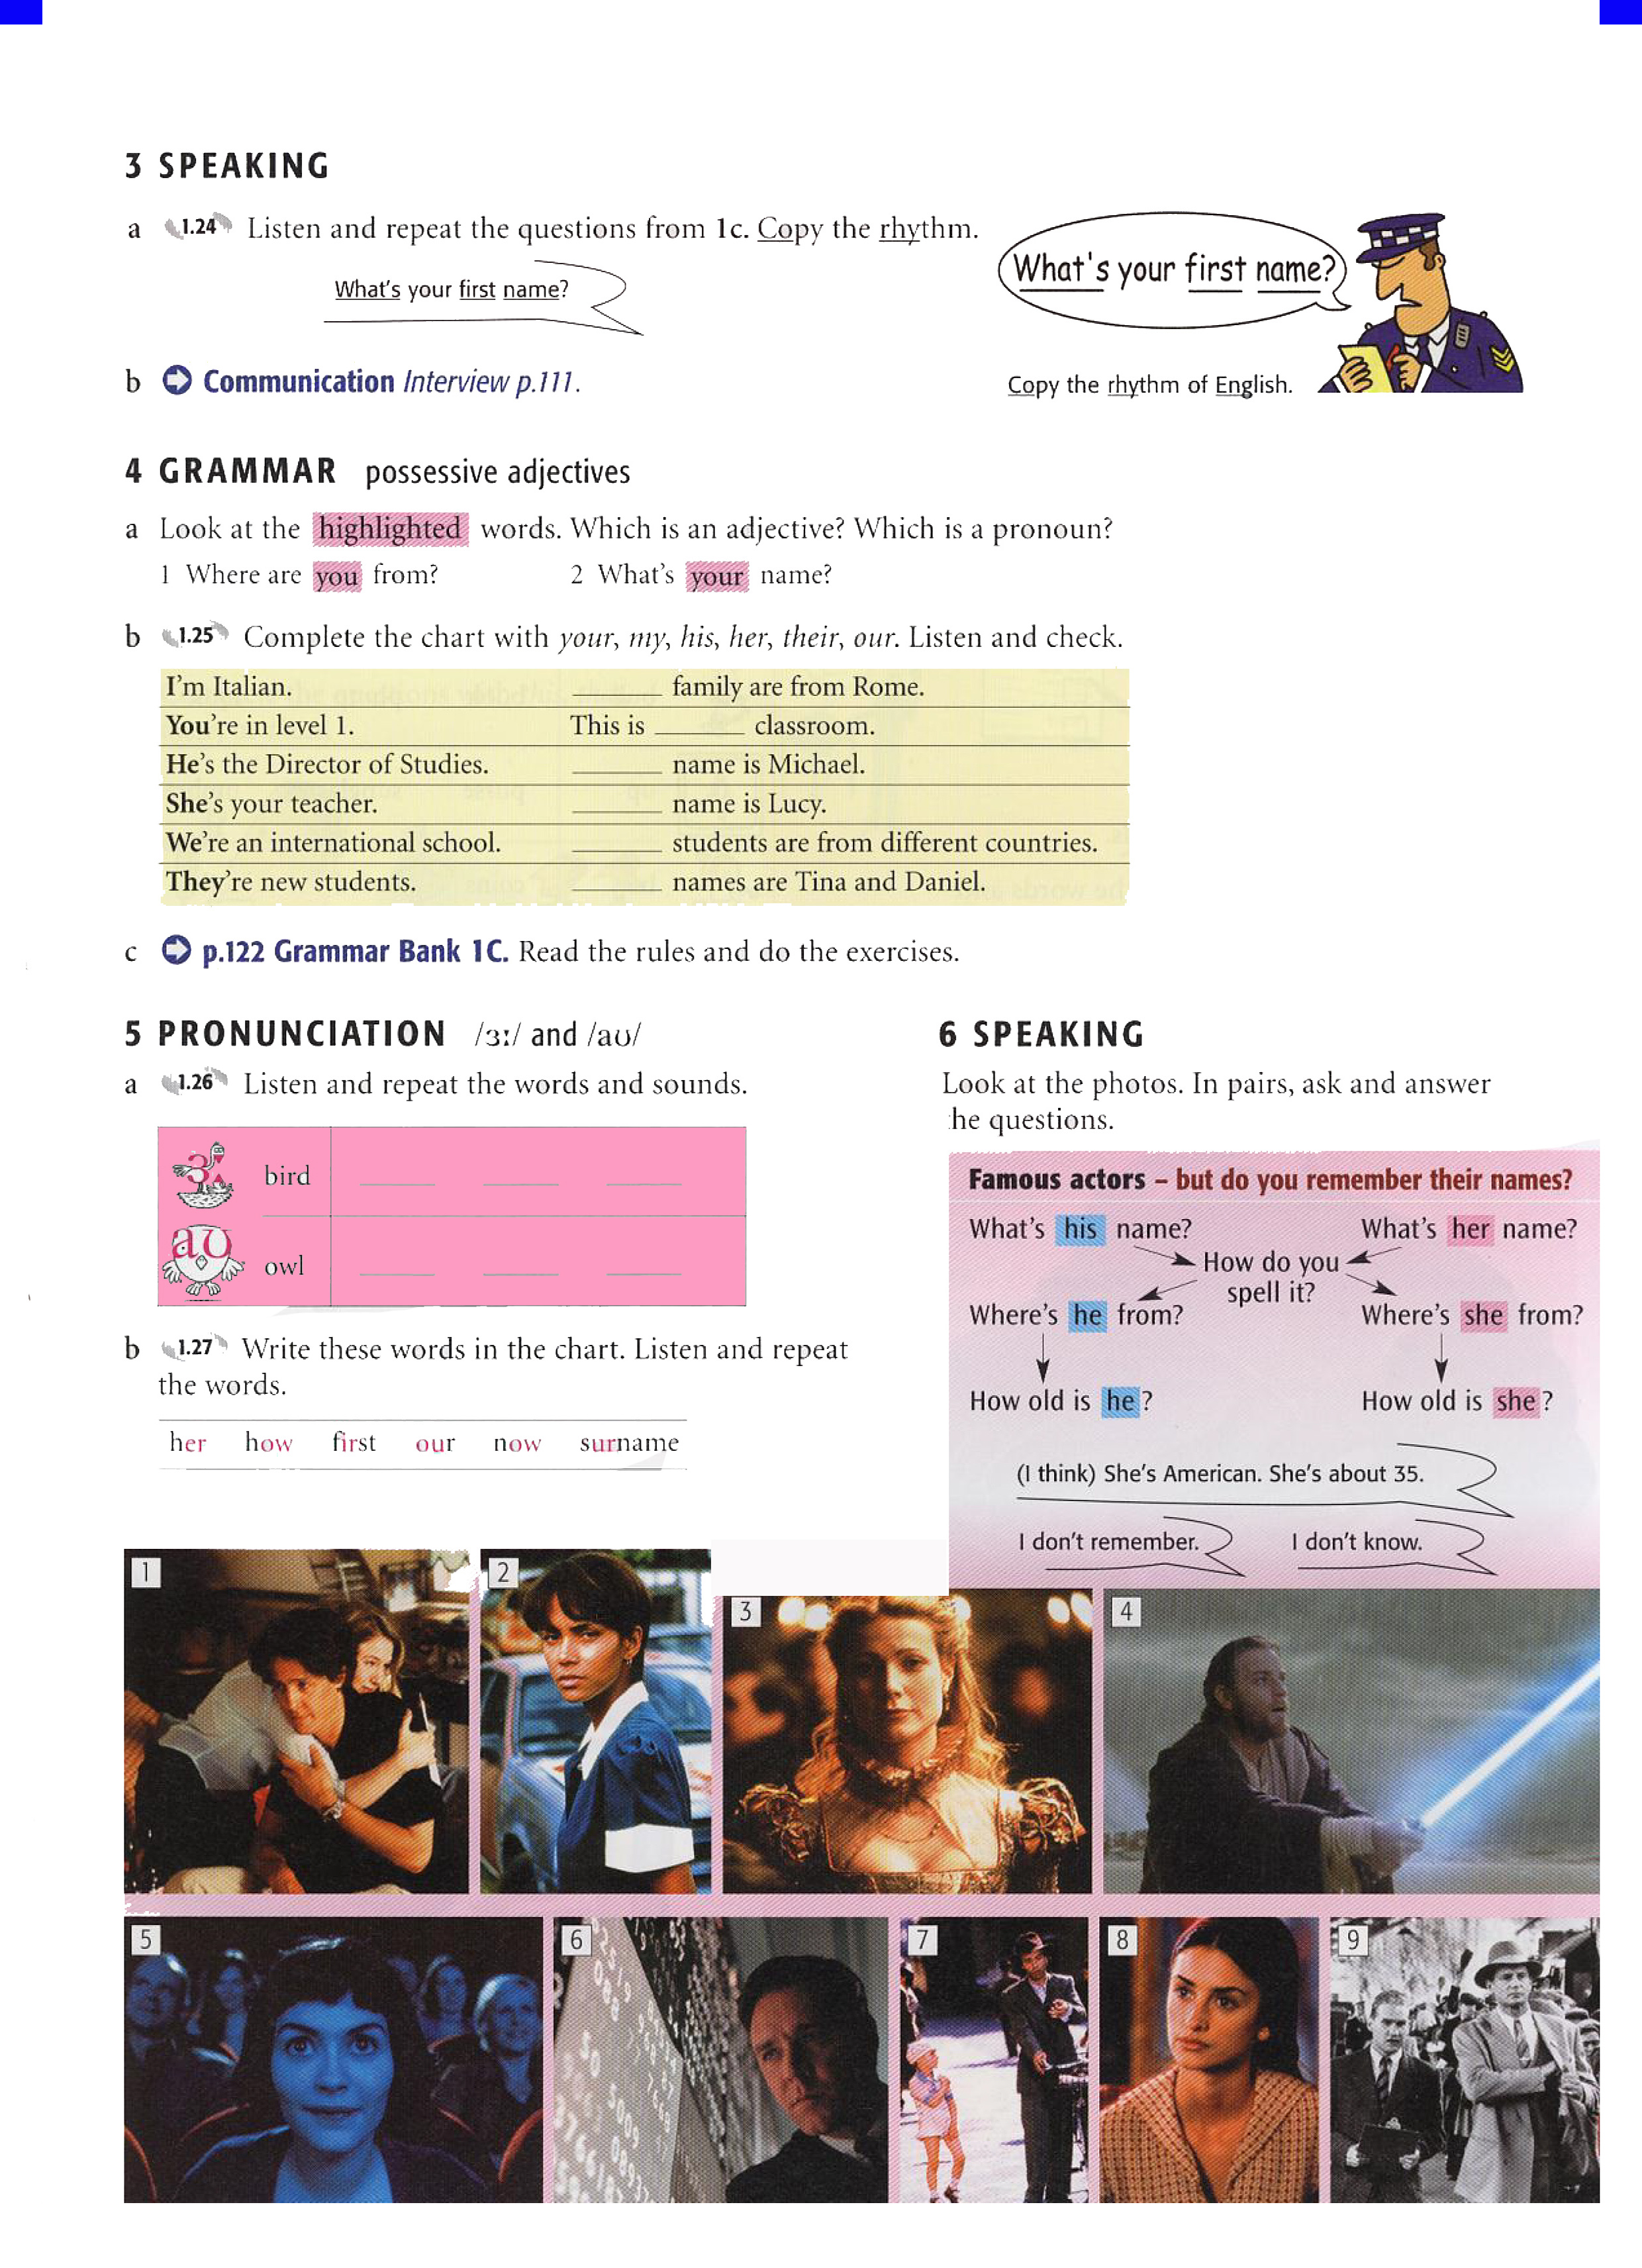 3 SPEAKING
a 1.24 Listen and repeat the questions from 1c. Copy the rhythm.
What's your first name?
What's your first name?
Copy the rhythm of English.
b Communication Interview p.111.
4 GRAMMAR possessive adjectives
a Look at the highlighted words. Which is an adjective? Which is a pronoun?
1 Where are you from? 2 What's your name?
b 1.25 Complete the chart with your, my, his, her, their, our. Listen and check.
I'm Italian. ______ family are from Rome.
You're in level 1. This is ______ classroom.
He's the Director of Studies. ______ name is Michael.
She's your teacher. ______ name is Lucy.
We're an international school. ______ students are from different countries.
They're new students. ______ names are Tina and Daniel.
c p.122 Grammar Bank 1C. Read the rules and do the exercises.
5 PRONUNCIATION /ɜː/ and /aʊ/
a 1.26 Listen and repeat the words and sounds.
ɜː bird ______ ______ ______
aʊ owl ______ ______ ______
b 1.27 Write these words in the chart. Listen and repeat
the words.
her how first our now surname
6 SPEAKING
Look at the photos. In pairs, ask and answer
he questions.
Famous actors – but do you remember their names?
What's his name? What's her name?
How do you
spell it?
Where's he from? Where's she from?
How old is he? How old is she?
(I think) She's American. She's about 35.
I don't remember. I don't know.
1
2
3
4
5
6
7
8
9